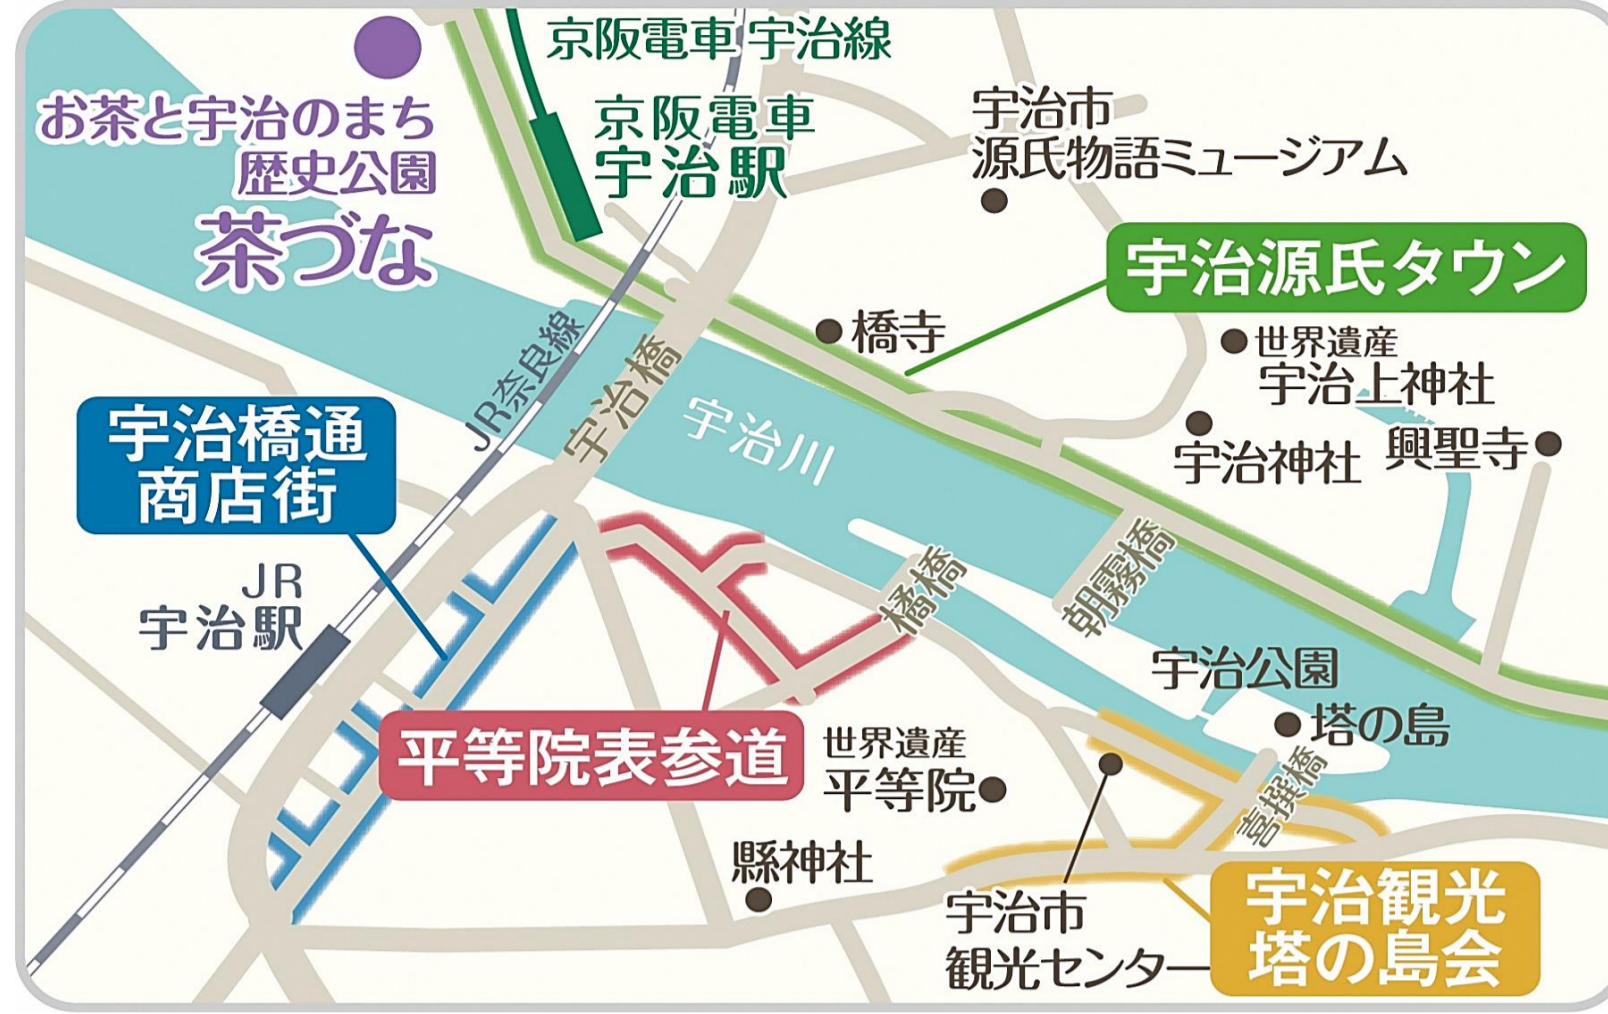 京阪電車 宇治線
お茶と宇治のまち
歴史公園
茶づな
京阪電車
宇治駅
宇治市
源氏物語ミュージアム
宇治源氏タウン
橋寺
世界遺産
宇治上神社
宇治神社
興聖寺
JR奈良線
宇治橋
宇治川
宇治橋通
商店街
JR
宇治駅
橘橋
朝霧橋
宇治公園
塔の島
喜撰橋
平等院表参道
世界遺産
平等院
縣神社
宇治市
観光センター
宇治観光
塔の島会